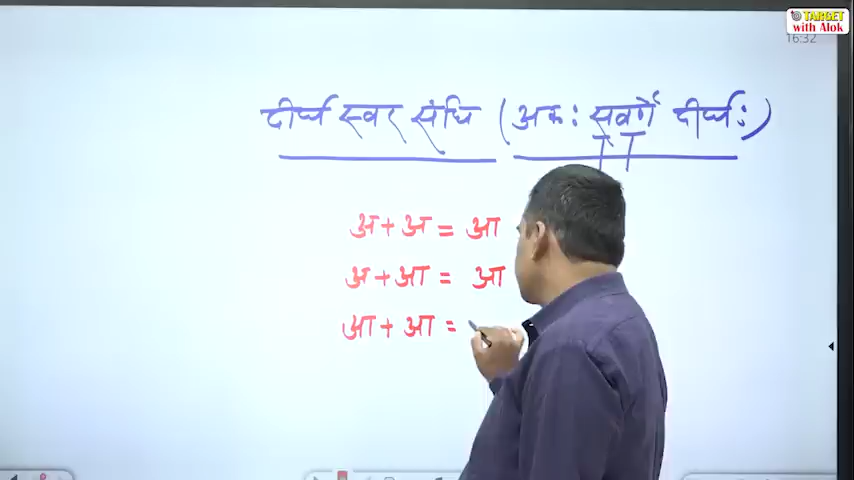 TARGET
with Alok
16:32
दीर्घ स्वर संधि (अकः सवर्णे दीर्घः)
अ + अ = आ
अ + आ = आ
आ + आ =